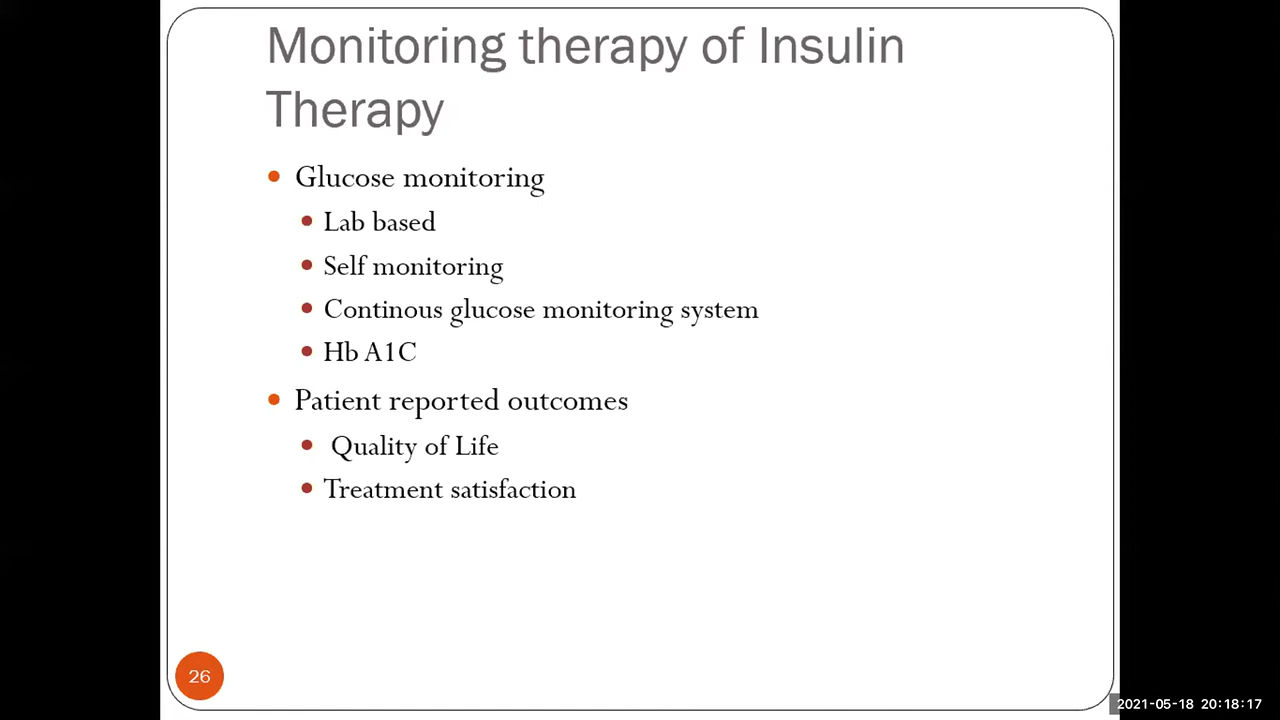 Monitoring therapy of Insulin
Therapy
Glucose monitoring
Lab based
Self monitoring
Continous glucose monitoring system
Hb A1C
Patient reported outcomes
Quality of Life
Treatment satisfaction
26
2021-05-18 20:18:17